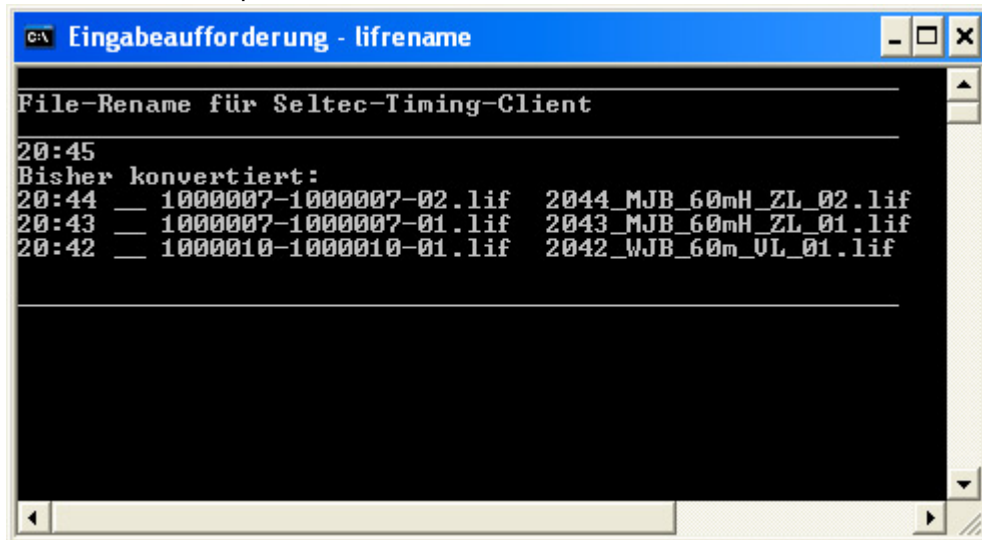 Eingabeaufforderung - lifrename
File-Rename für Seltec-Timing-Client
20:45
Bisher konvertiert:
20:44 __ 1000007-1000007-02.lif 2044_MJB_60mH_ZL_02.lif
20:43 __ 1000007-1000007-01.lif 2043_MJB_60mH_ZL_01.lif
20:42 __ 1000010-1000010-01.lif 2042_WJB_60m_VL_01.lif